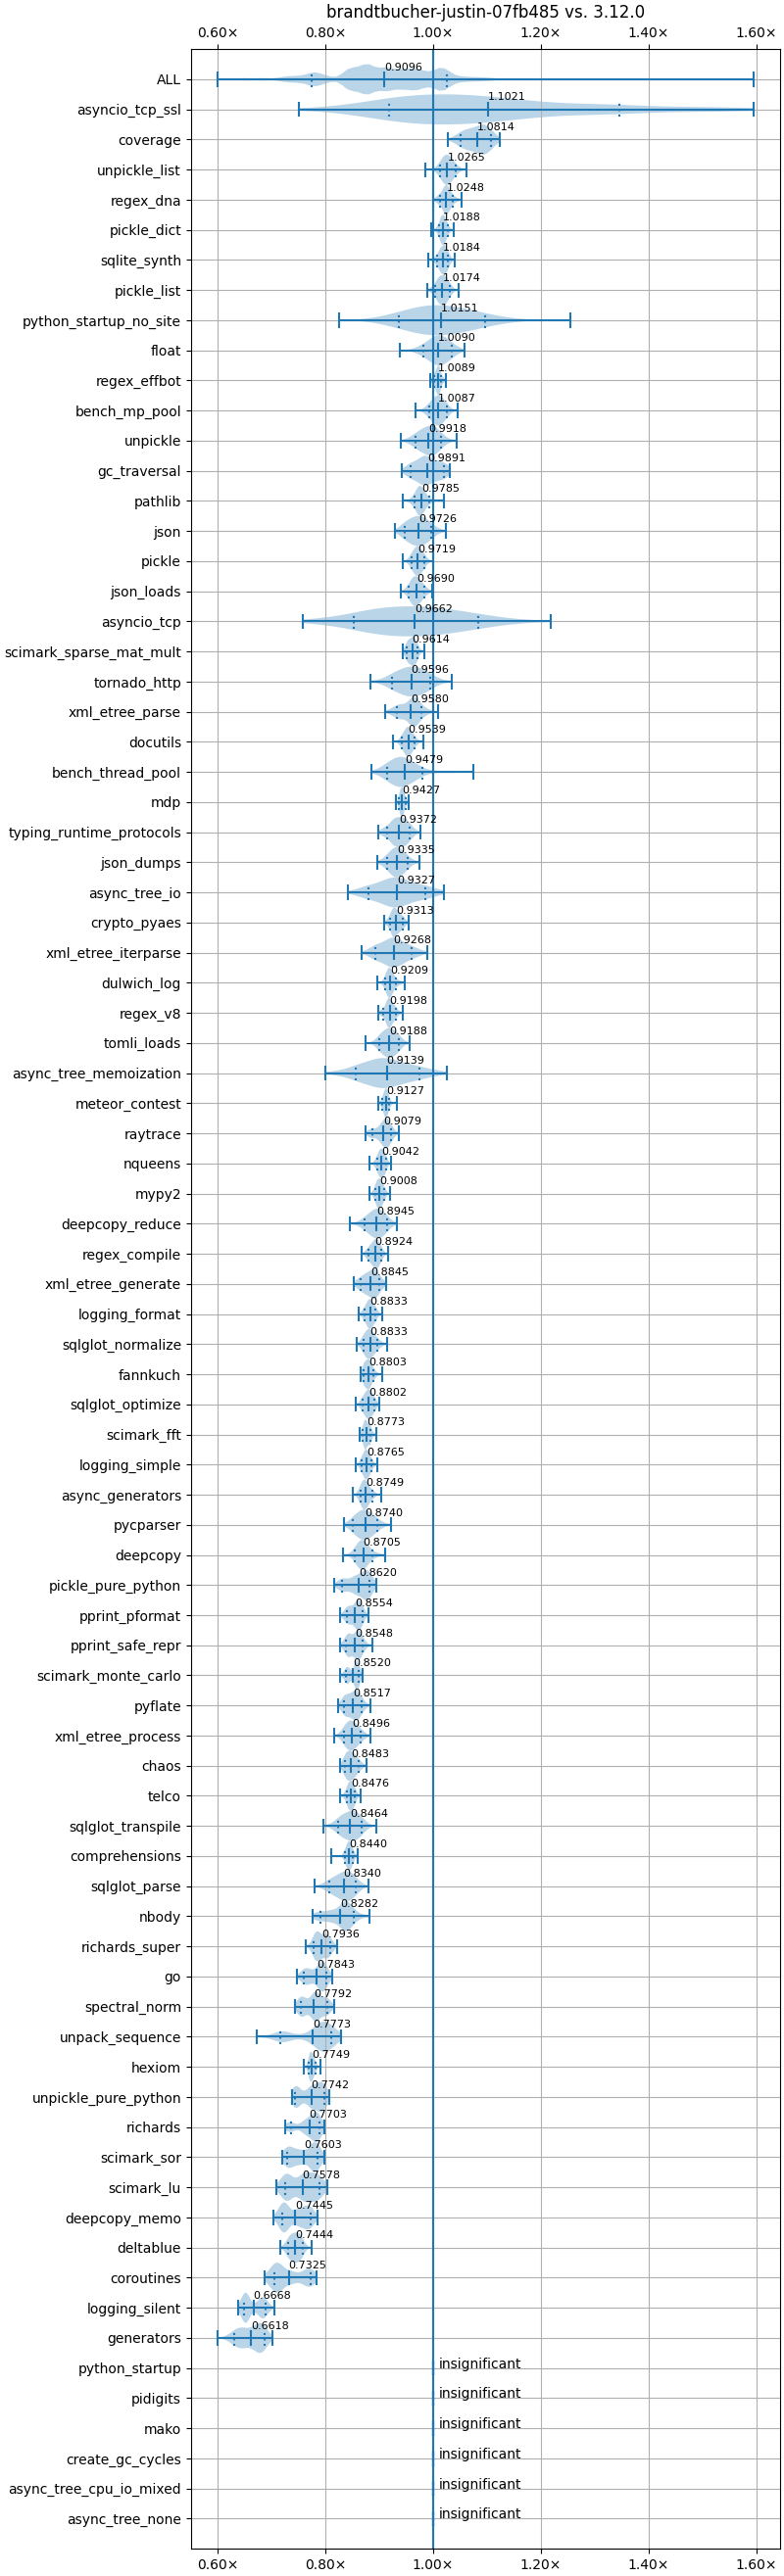 brandtbucher-justin-07fb485 vs. 3.12.0
0.60× 0.80× 1.00× 1.20× 1.40× 1.60×
ALL 0.9096
asyncio_tcp_ssl 1.1021
coverage 1.0814
unpickle_list 1.0265
regex_dna 1.0248
pickle_dict 1.0188
sqlite_synth 1.0184
pickle_list 1.0174
python_startup_no_site 1.0151
float 1.0090
regex_effbot 1.0089
bench_mp_pool 1.0087
unpickle 0.9918
gc_traversal 0.9891
pathlib 0.9785
json 0.9726
pickle 0.9719
json_loads 0.9690
asyncio_tcp 0.9662
scimark_sparse_mat_mult 0.9614
tornado_http 0.9596
xml_etree_parse 0.9580
docutils 0.9539
bench_thread_pool 0.9479
mdp 0.9427
typing_runtime_protocols 0.9372
json_dumps 0.9335
async_tree_io 0.9327
crypto_pyaes 0.9313
xml_etree_iterparse 0.9268
dulwich_log 0.9209
regex_v8 0.9198
tomli_loads 0.9188
async_tree_memoization 0.9139
meteor_contest 0.9127
raytrace 0.9079
nqueens 0.9042
mypy2 0.9008
deepcopy_reduce 0.8945
regex_compile 0.8924
xml_etree_generate 0.8845
logging_format 0.8833
sqlglot_normalize 0.8833
fannkuch 0.8803
sqlglot_optimize 0.8802
scimark_fft 0.8773
logging_simple 0.8765
async_generators 0.8749
pycparser 0.8740
deepcopy 0.8705
pickle_pure_python 0.8620
pprint_pformat 0.8554
pprint_safe_repr 0.8548
scimark_monte_carlo 0.8520
pyflate 0.8517
xml_etree_process 0.8496
chaos 0.8483
telco 0.8476
sqlglot_transpile 0.8464
comprehensions 0.8440
sqlglot_parse 0.8340
nbody 0.8282
richards_super 0.7936
go 0.7843
spectral_norm 0.7792
unpack_sequence 0.7773
hexiom 0.7749
unpickle_pure_python 0.7742
richards 0.7703
scimark_sor 0.7603
scimark_lu 0.7578
deepcopy_memo 0.7445
deltablue 0.7444
coroutines 0.7325
logging_silent 0.6668
generators 0.6618
python_startup insignificant
pidigits insignificant
mako insignificant
create_gc_cycles insignificant
async_tree_cpu_io_mixed insignificant
async_tree_none insignificant
0.60× 0.80× 1.00× 1.20× 1.40× 1.60×